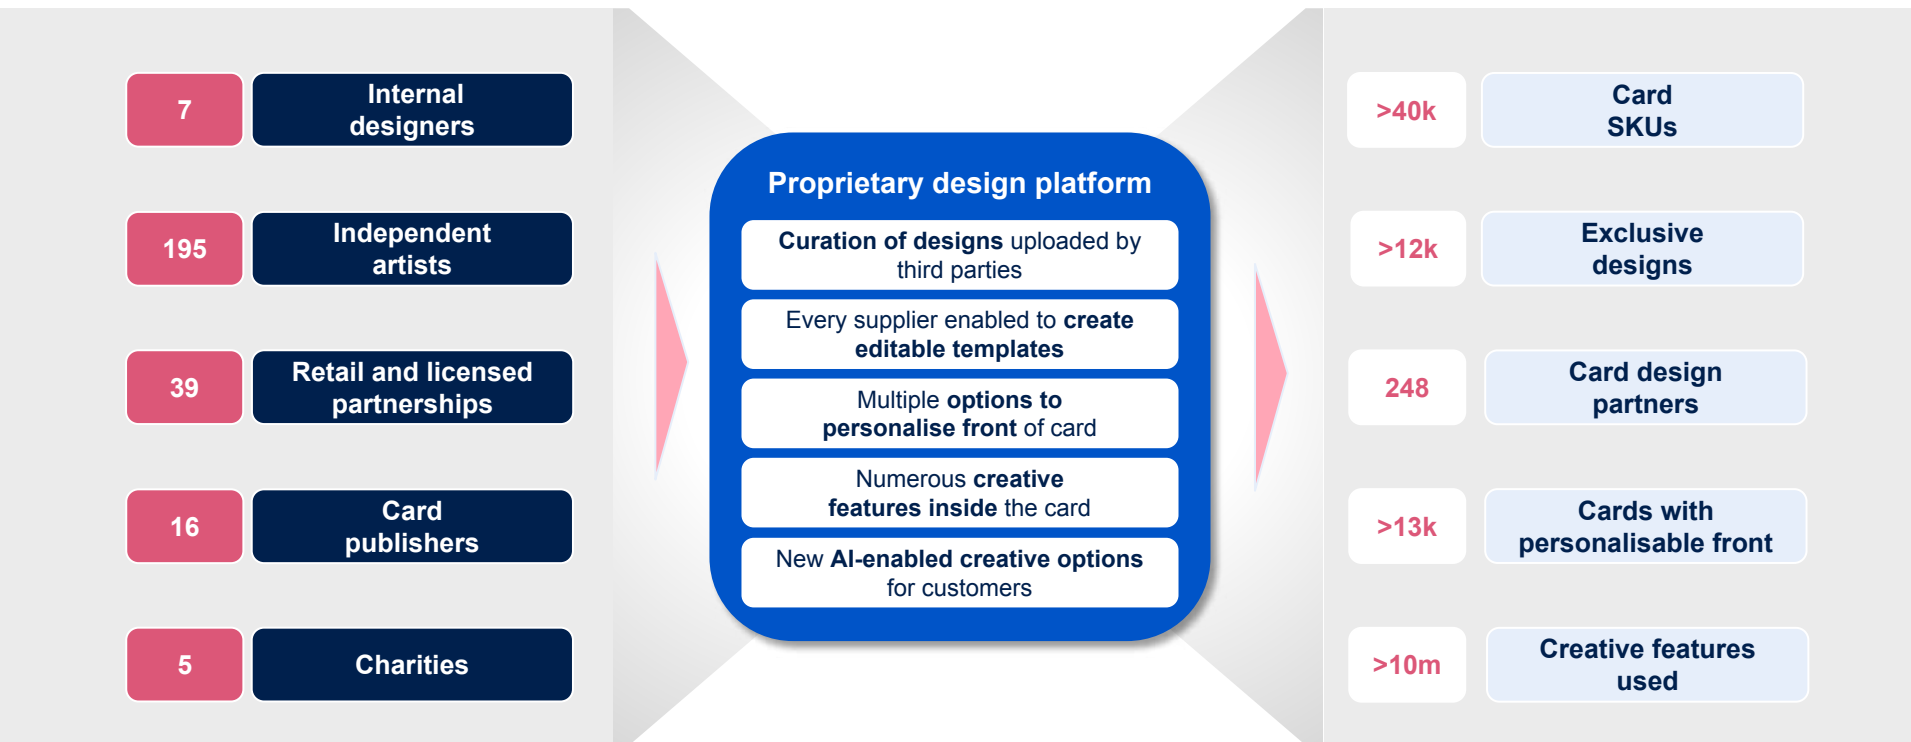 7
Internal
designers
195
Independent
artists
39
Retail and licensed
partnerships
16
Card
publishers
5
Charities
Proprietary design platform
Curation of designs uploaded by
third parties
Every supplier enabled to create
editable templates
Multiple options to
personalise front of card
Numerous creative
features inside the card
New AI-enabled creative options
for customers
>40k
Card
SKUs
>12k
Exclusive
designs
248
Card design
partners
>13k
Cards with
personalisable front
>10m
Creative features
used